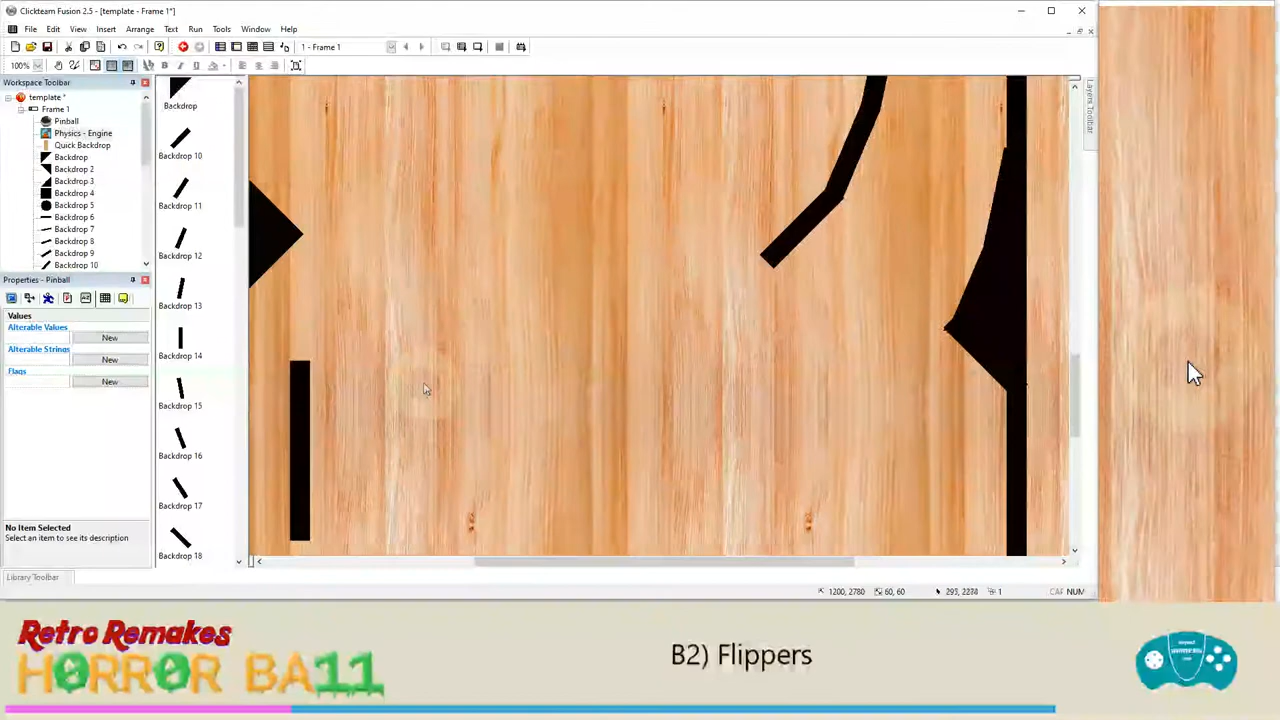 Clickteam Fusion 2.5 - [template - Frame 1*]
File Edit View Insert Arrange Text Run Tools Window Help
1 - Frame 1
100%
B I U
Workspace Toolbar
template *
Frame 1
Pinball
Physics - Engine
Quick Backdrop
Backdrop
Backdrop 2
Backdrop 3
Backdrop 4
Backdrop 5
Backdrop 6
Backdrop 7
Backdrop 8
Backdrop 9
Backdrop 10
Backdrop
Backdrop 10
Backdrop 11
Backdrop 12
Backdrop 13
Backdrop 14
Backdrop 15
Backdrop 16
Backdrop 17
Backdrop 18
Layers Toolbar
Properties - Pinball
Values
Alterable Values
New
Alterable Strings
New
Flags
New
No Item Selected
Select an item to see its description
Library Toolbar
1200, 2780
60, 60
1
CAP NUM
Retro Remakes
HORROR BA11
B2) Flippers